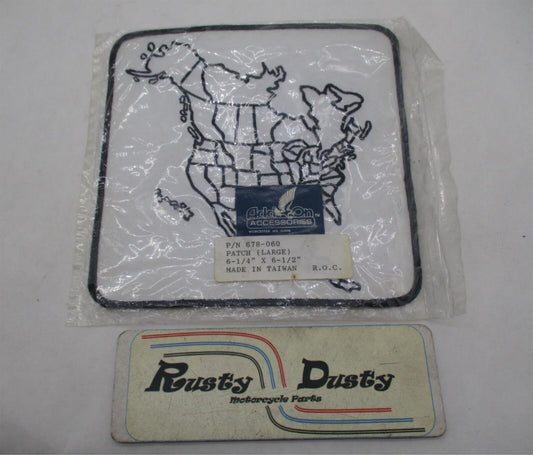 Add On
ACCESSORIES
P/N 678-060
PATCH (LARGE)
6-1/4" X 6-1/2"
MADE IN TAIWAN R.O.C.
Rusty Dusty
Motorcycle Parts